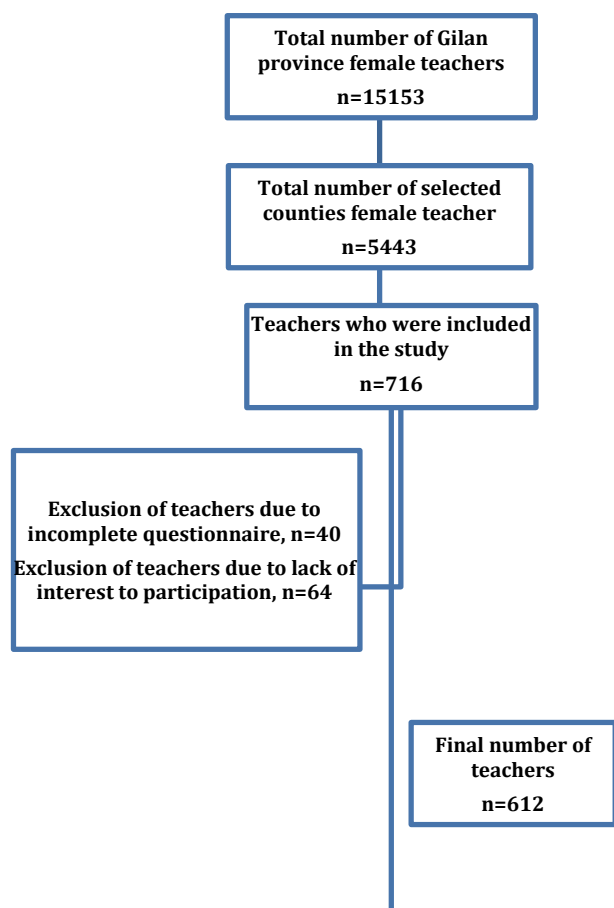 Total number of Gilan
province female teachers
n=15153
Total number of selected
counties female teacher
n=5443
Teachers who were included
in the study
n=716
Exclusion of teachers due to
incomplete questionnaire, n=40
Exclusion of teachers due to lack of
interest to participation, n=64
Final number of
teachers
n=612